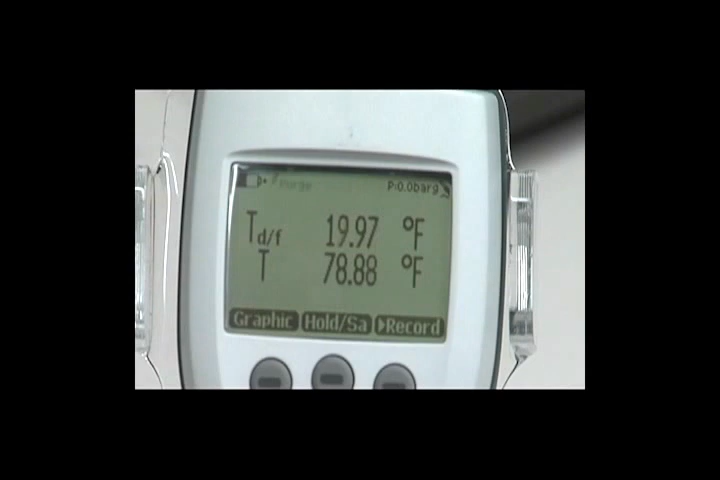 Purge P:0.0barg
Td/f 19.97 °F
T 78.88 °F
Graphic Hold/Sa ▶Record